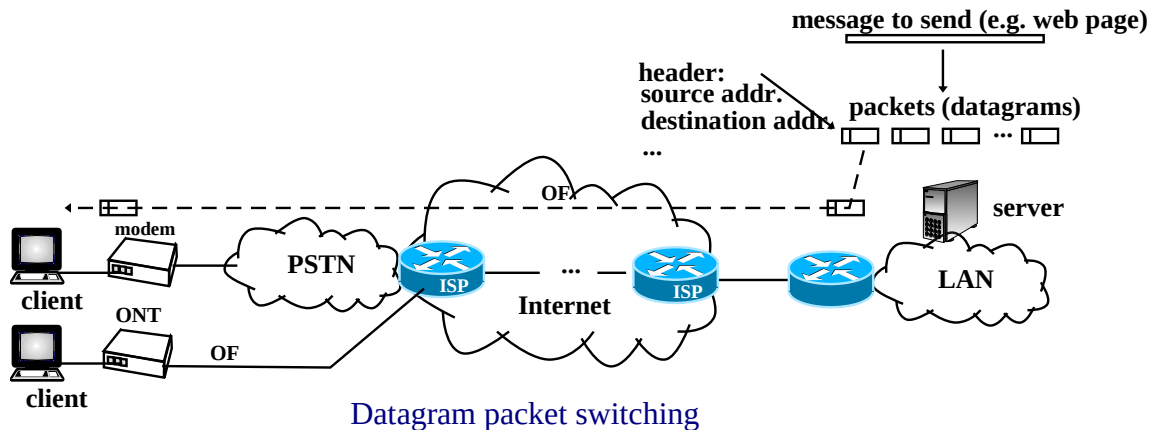 message to send (e.g. web page)
header:
source addr.
destination addr.
...
packets (datagrams)
...
OF
server
modem
PSTN
ISP
...
ISP
LAN
Internet
client
ONT
OF
client
Datagram packet switching